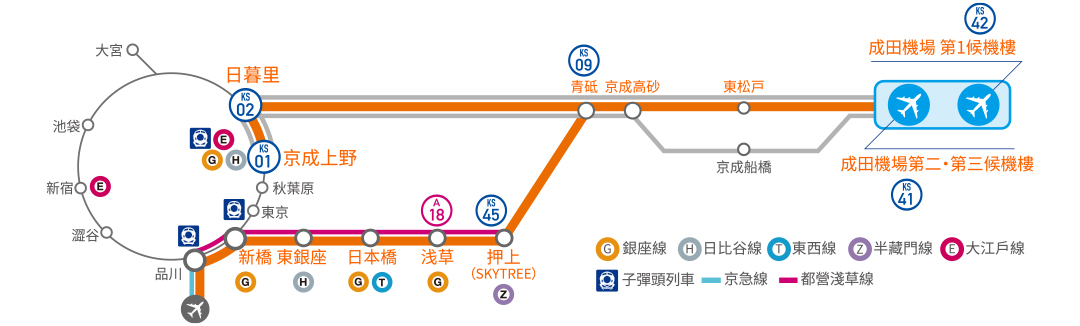 大宮
池袋
新宿
E
澀谷
品川
日暮里
KS
02
E
G
H
KS
01
京成上野
秋葉原
東京
新橋
G
東銀座
H
日本橋
G
T
A
18
浅草
G
KS
45
押上
(SKYTREE)
Z
KS
09
青砥
京成高砂
東松戸
京成船橋
KS
42
成田機場 第1候機樓
成田機場第二・第三候機樓
KS
41
G 銀座線
H 日比谷線
T 東西線
Z 半藏門線
E 大江戶線
子彈頭列車
京急線
都營淺草線